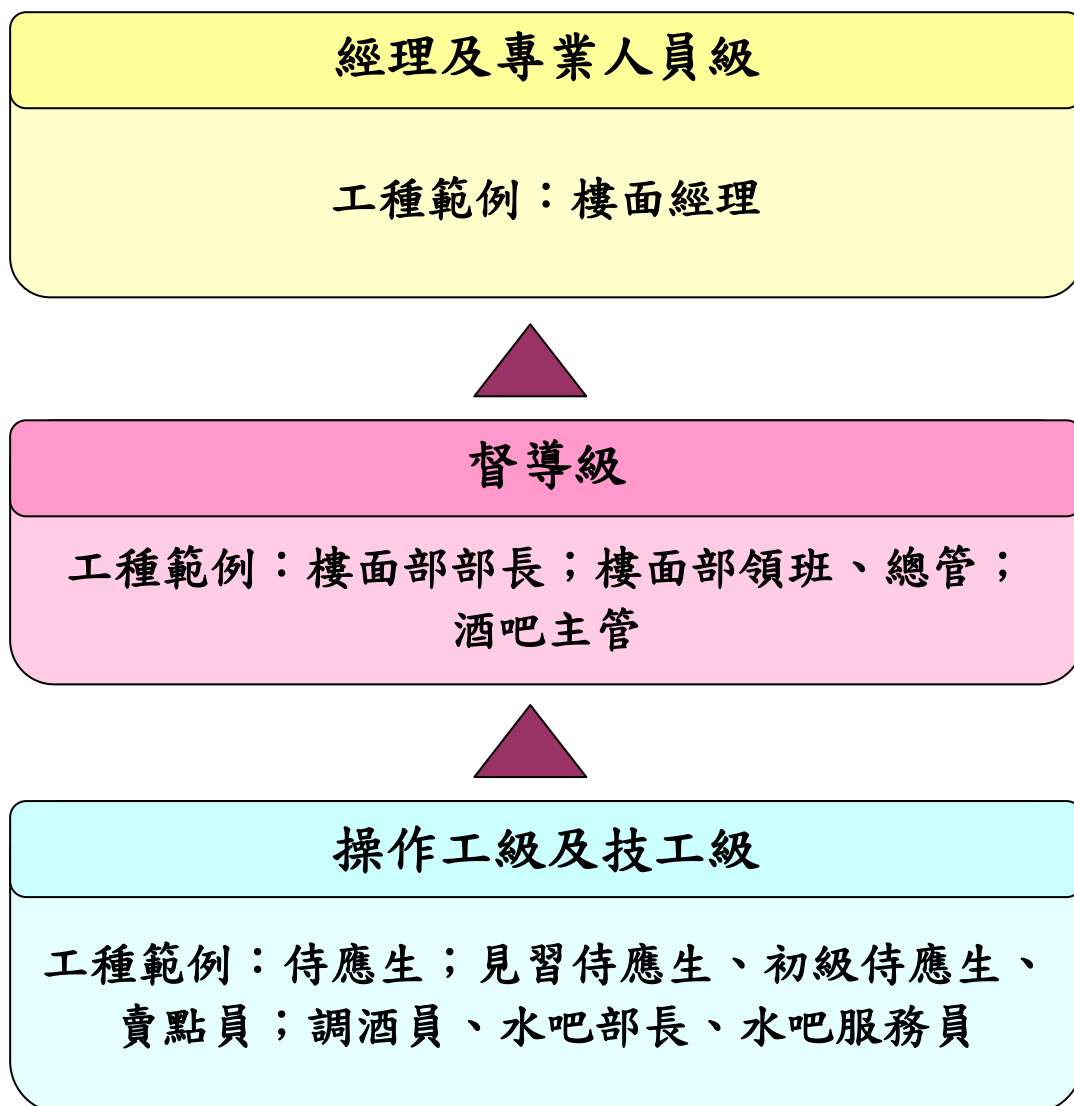 經理及專業人員級
工種範例：樓面經理
督導級
工種範例：樓面部部長；樓面部領班、總管；
酒吧主管
操作工級及技工級
工種範例：侍應生；見習侍應生、初級侍應生、
賣點員；調酒員、水吧部長、水吧服務員